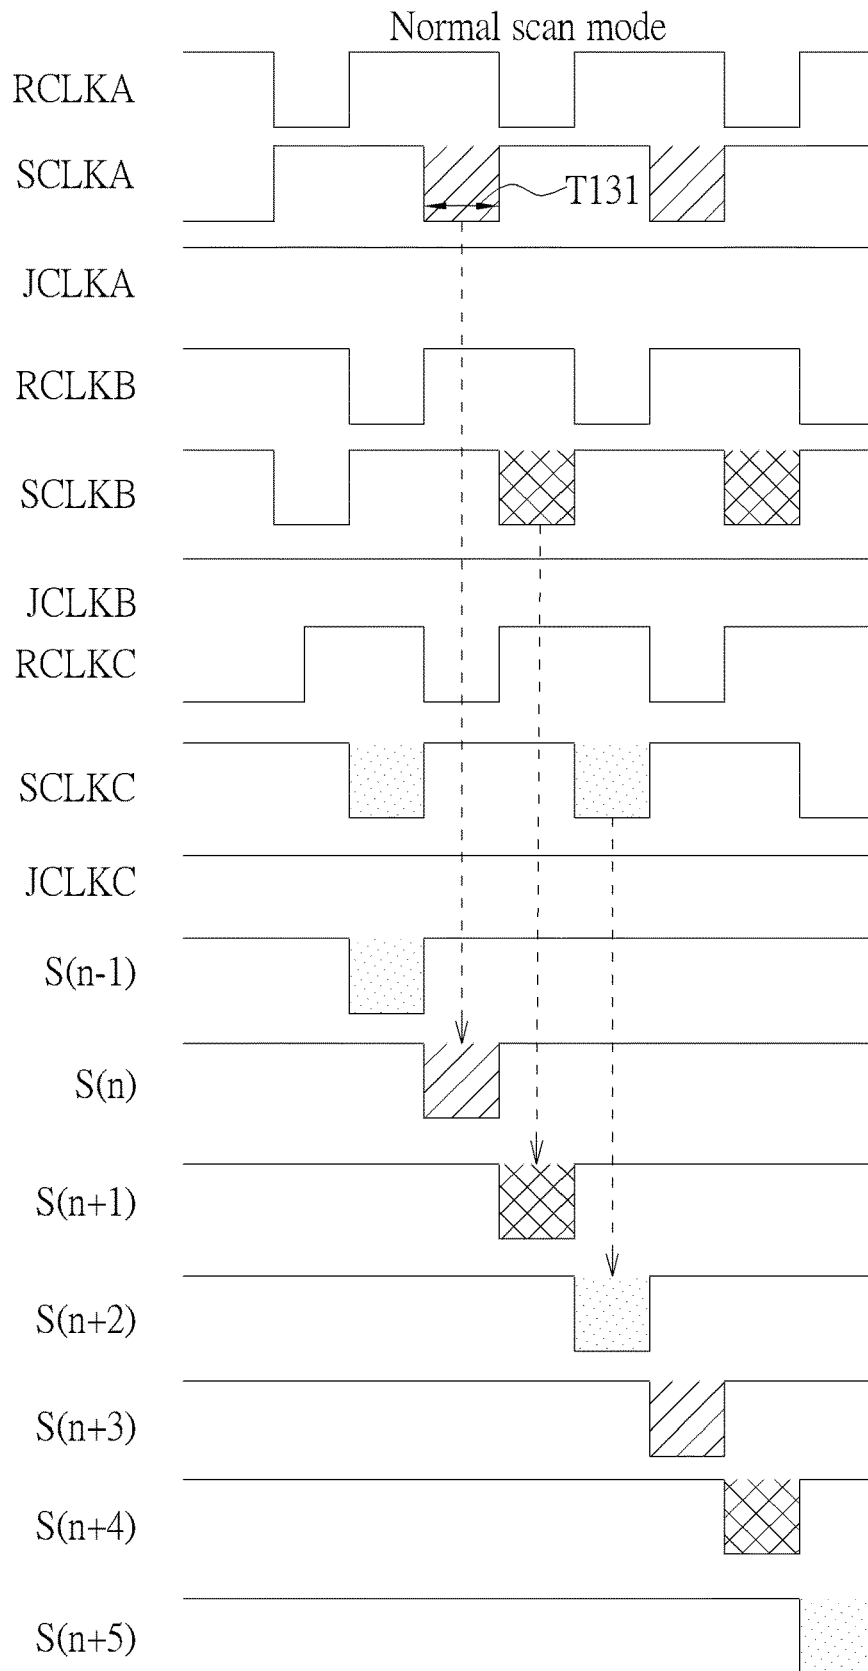 Normal scan mode
RCLKA
SCLKA
T131
JCLKA
RCLKB
SCLKB
JCLKB
RCLKC
SCLKC
JCLKC
S(n-1)
S(n)
S(n+1)
S(n+2)
S(n+3)
S(n+4)
S(n+5)